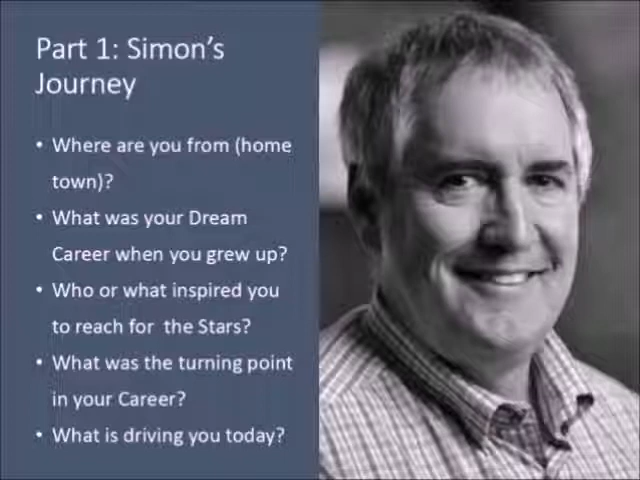 Part 1: Simon's
Journey
• Where are you from (home
town)?
• What was your Dream
Career when you grew up?
• Who or what inspired you
to reach for the Stars?
• What was the turning point
in your Career?
• What is driving you today?